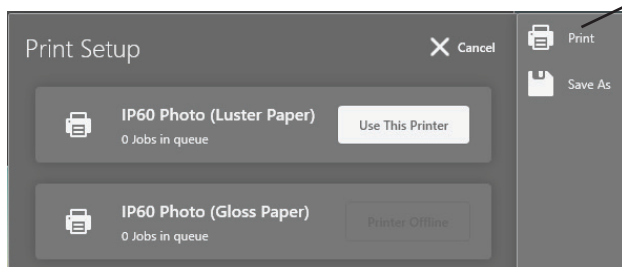 Print Setup
Cancel
IP60 Photo (Luster Paper)
0 Jobs in queue
Use This Printer
IP60 Photo (Gloss Paper)
0 Jobs in queue
Printer Offline
Print
Save As